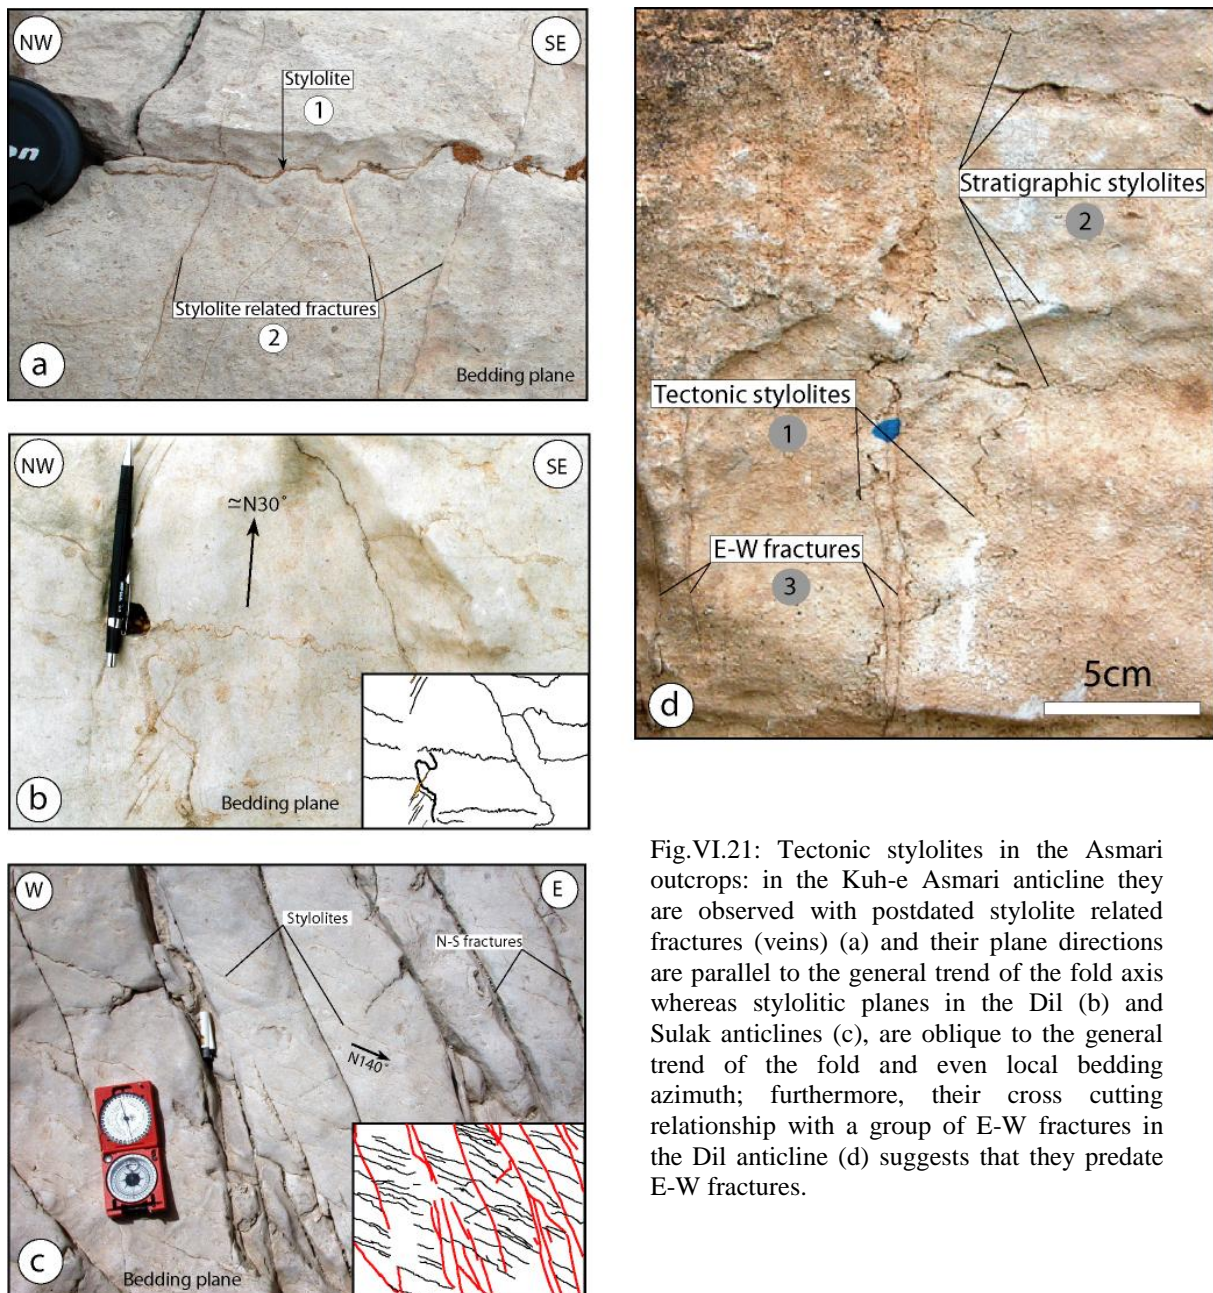 NW
SE
Stylolite
1
on
Stylolite related fractures
2
a
Bedding plane
NW
SE
≃N30°
b
Bedding plane
W
E
Stylolites
N-S fractures
N140°
c
Bedding plane
Stratigraphic stylolites
2
Tectonic stylolites
1
E-W fractures
3
5cm
d
Fig.VI.21: Tectonic stylolites in the Asmari
outcrops: in the Kuh-e Asmari anticline they
are observed with postdated stylolite related
fractures (veins) (a) and their plane directions
are parallel to the general trend of the fold axis
whereas stylolitic planes in the Dil (b) and
Sulak anticlines (c), are oblique to the general
trend of the fold and even local bedding
azimuth; furthermore, their cross cutting
relationship with a group of E-W fractures in
the Dil anticline (d) suggests that they predate
E-W fractures.